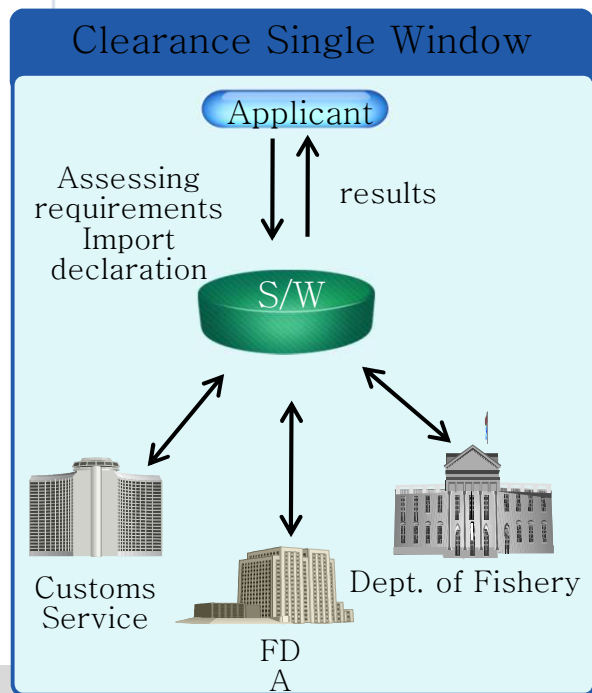 Clearance Single Window
Applicant
Assessing
requirements
Import
declaration
results
S/W
Customs
Service
FD
A
Dept. of Fishery